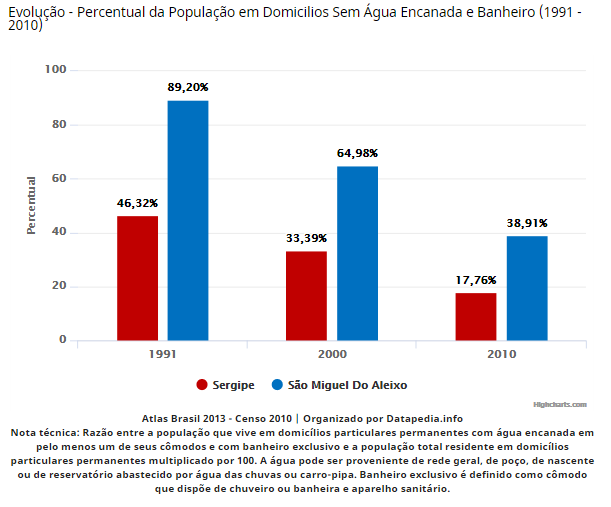 Evolução - Percentual da População em Domicilios Sem Água Encanada e Banheiro (1991 -
2010)
100
80
60
40
20
0
Percentual
89,20%
46,32%
64,98%
33,39%
38,91%
17,76%
1991 2000 2010
Sergipe São Miguel Do Aleixo
Highcharts.com
Atlas Brasil 2013 - Censo 2010 | Organizado por Datapedia.info
Nota técnica: Razão entre a população que vive em domicílios particulares permanentes com água encanada em
pelo menos um de seus cômodos e com banheiro exclusivo e a população total residente em domicílios
particulares permanentes multiplicado por 100. A água pode ser proveniente de rede geral, de poço, de nascente
ou de reservatório abastecido por água das chuvas ou carro-pipa. Banheiro exclusivo é definido como cômodo
que dispõe de chuveiro ou banheira e aparelho sanitário.